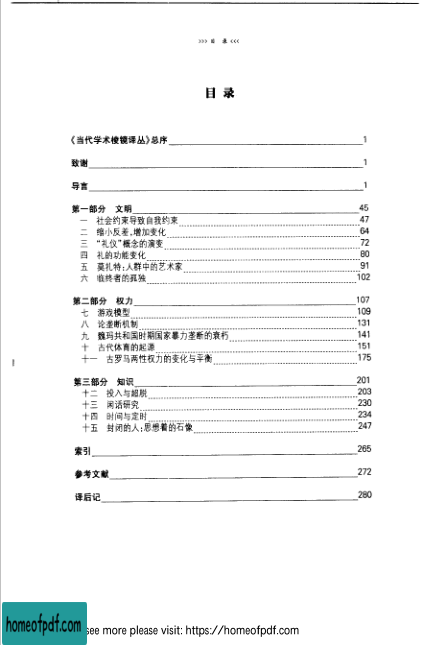 >>> 目 录 <<<
目 录
《当代学术棱镜译丛》总序 1
致谢 1
导言 1
第一部分 文明 45
一 社会约束导致自我约束 47
二 缩小反差,增加变化 64
三 “礼仪”概念的演变 72
四 礼的功能变化 80
五 莫扎特:人群中的艺术家 91
六 临终者的孤独 102
第二部分 权力 107
七 游戏模型 109
八 论垄断机制 131
九 魏玛共和国时期国家暴力垄断的衰朽 141
十 古代体育的起源 151
十一 古罗马两性权力的变化与平衡 175
第三部分 知识 201
十二 投入与超脱 203
十三 闲话研究 230
十四 时间与定时 234
十五 封闭的人:思想着的石像 247
索引 265
参考文献 272
译后记 280
homeofpdf.com
see more please visit: https://homeofpdf.com